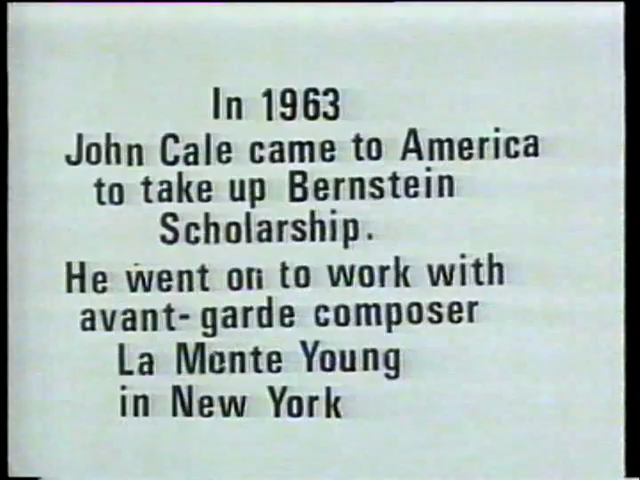 In 1963
John Cale came to America
to take up Bernstein
Scholarship.
He went on to work with
avant-garde composer
La Monte Young
in New York